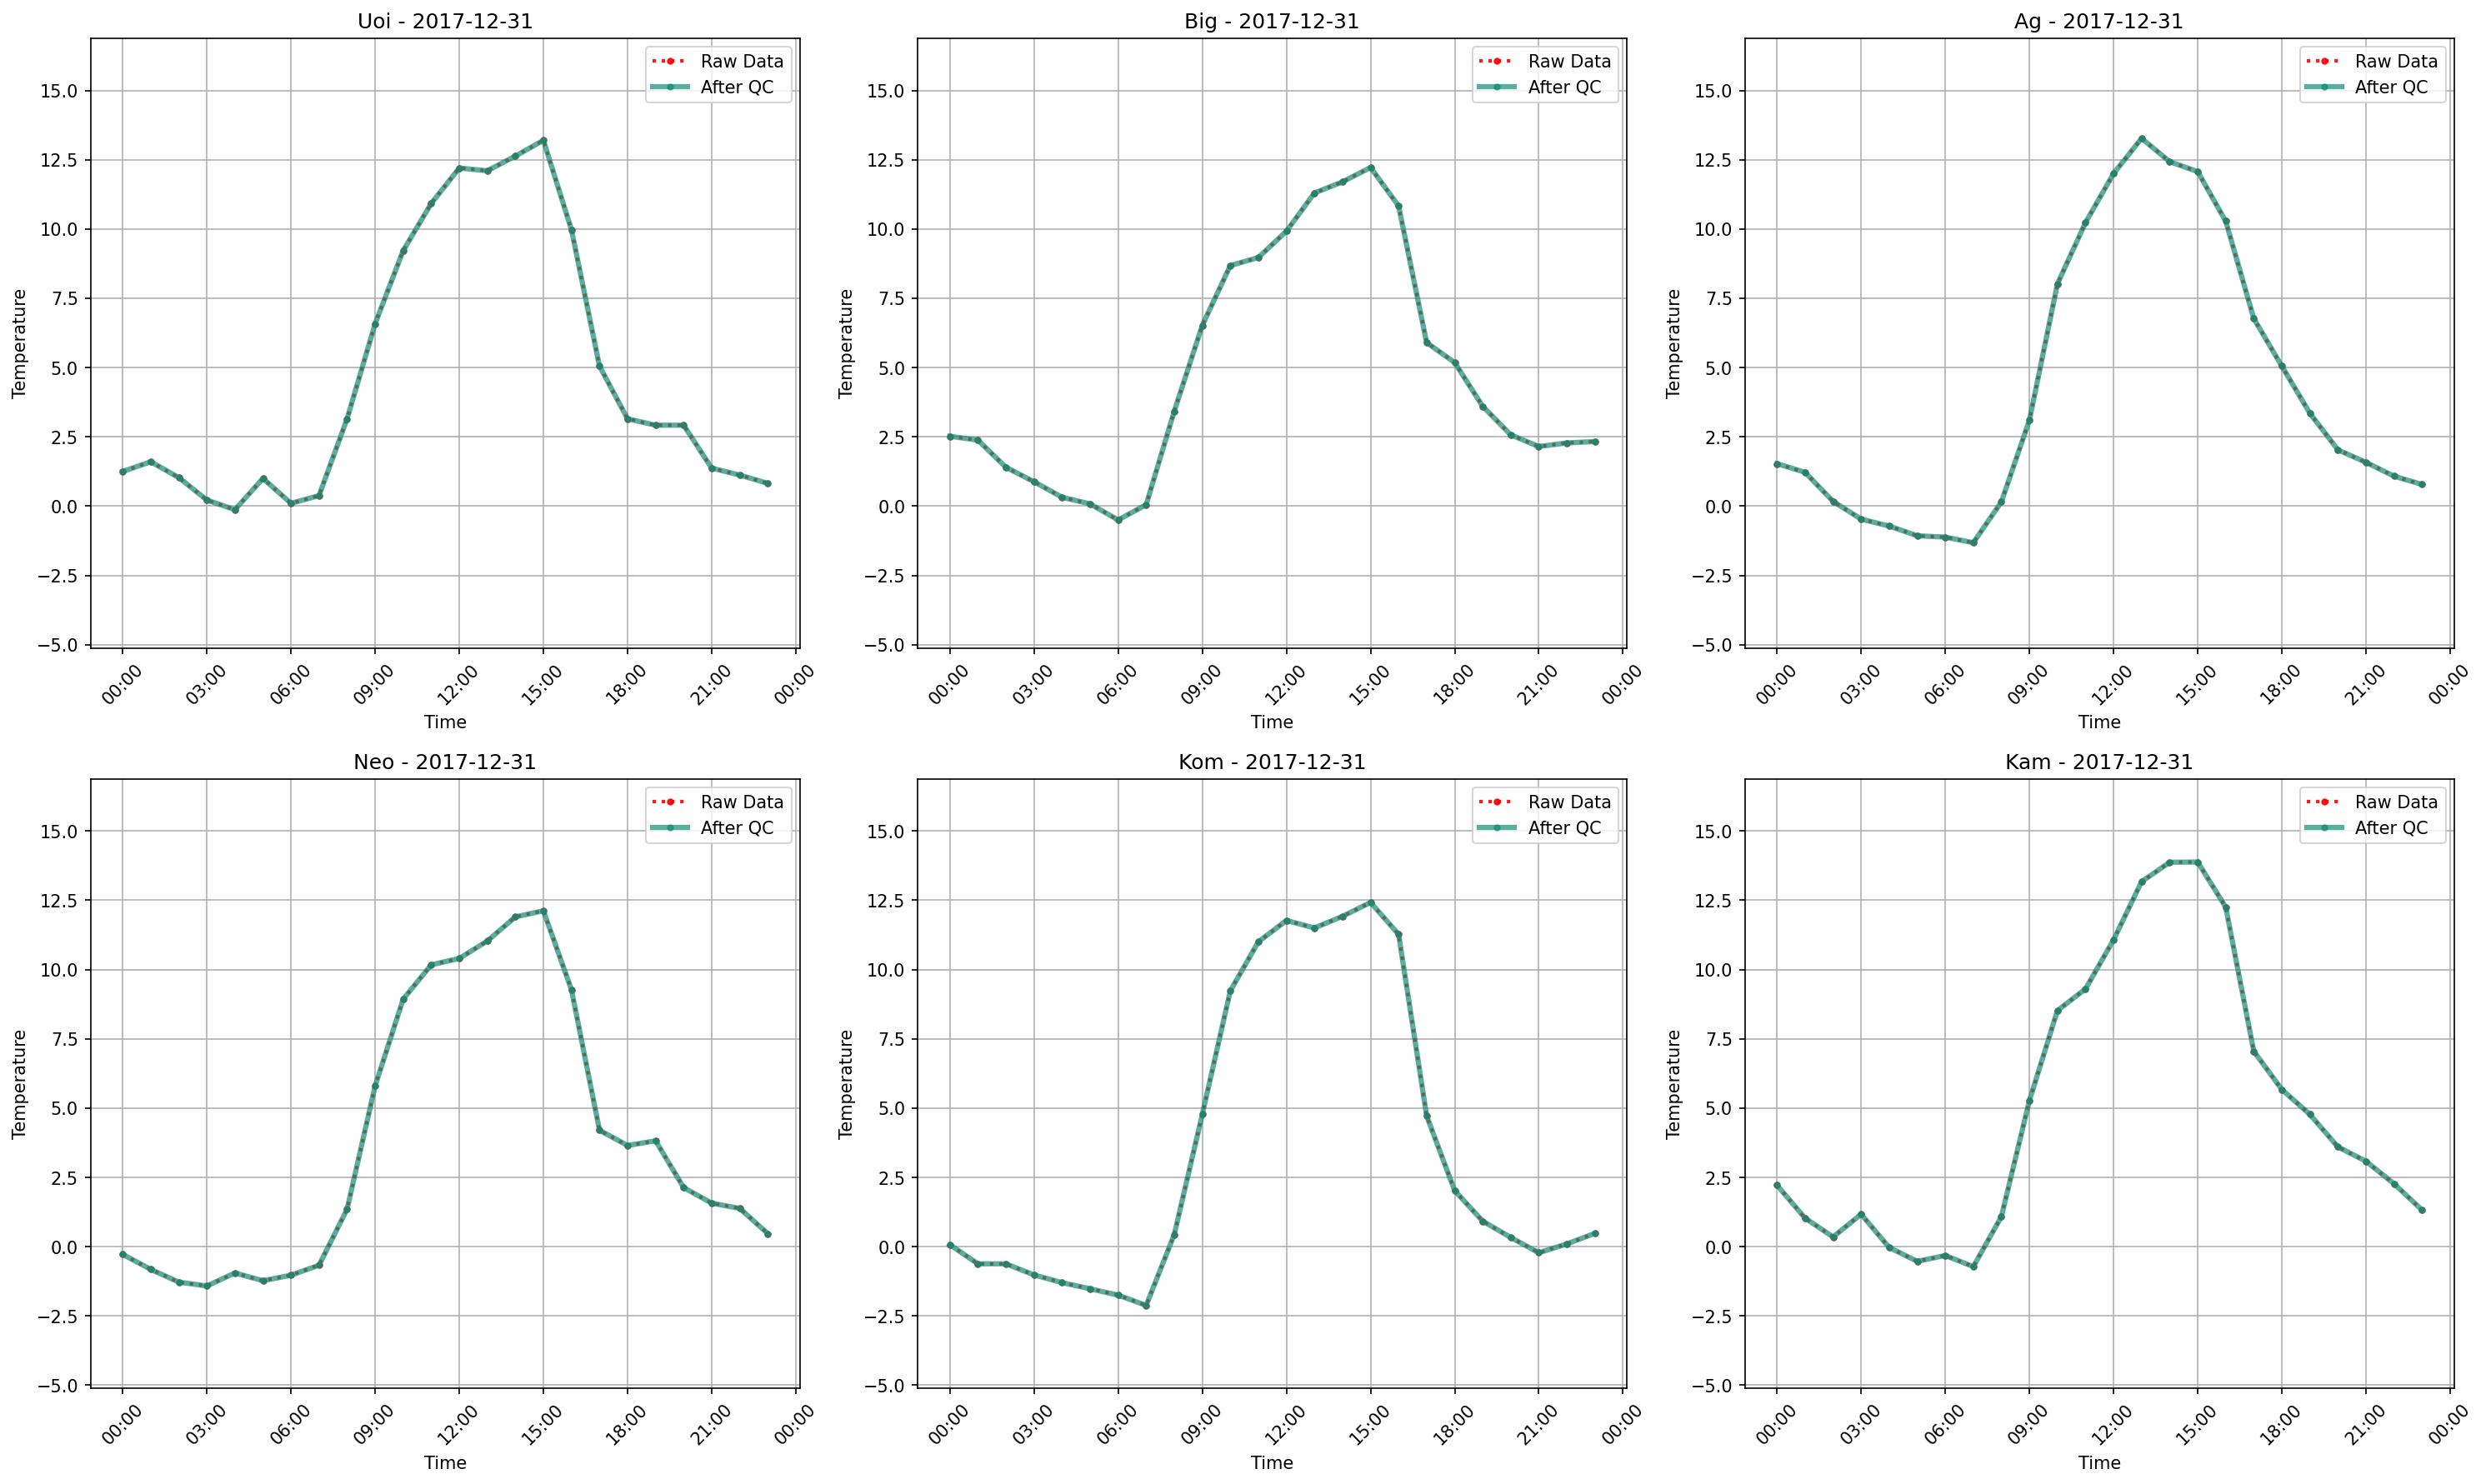 Uoi - 2017-12-31
Raw Data
After QC
Temperature
15.0
12.5
10.0
7.5
5.0
2.5
0.0
−2.5
−5.0
00:00 03:00 06:00 09:00 12:00 15:00 18:00 21:00 00:00
Time
Big - 2017-12-31
Raw Data
After QC
Temperature
15.0
12.5
10.0
7.5
5.0
2.5
0.0
−2.5
−5.0
00:00 03:00 06:00 09:00 12:00 15:00 18:00 21:00 00:00
Time
Ag - 2017-12-31
Raw Data
After QC
Temperature
15.0
12.5
10.0
7.5
5.0
2.5
0.0
−2.5
−5.0
00:00 03:00 06:00 09:00 12:00 15:00 18:00 21:00 00:00
Time
Neo - 2017-12-31
Raw Data
After QC
Temperature
15.0
12.5
10.0
7.5
5.0
2.5
0.0
−2.5
−5.0
00:00 03:00 06:00 09:00 12:00 15:00 18:00 21:00 00:00
Time
Kom - 2017-12-31
Raw Data
After QC
Temperature
15.0
12.5
10.0
7.5
5.0
2.5
0.0
−2.5
−5.0
00:00 03:00 06:00 09:00 12:00 15:00 18:00 21:00 00:00
Time
Kam - 2017-12-31
Raw Data
After QC
Temperature
15.0
12.5
10.0
7.5
5.0
2.5
0.0
−2.5
−5.0
00:00 03:00 06:00 09:00 12:00 15:00 18:00 21:00 00:00
Time